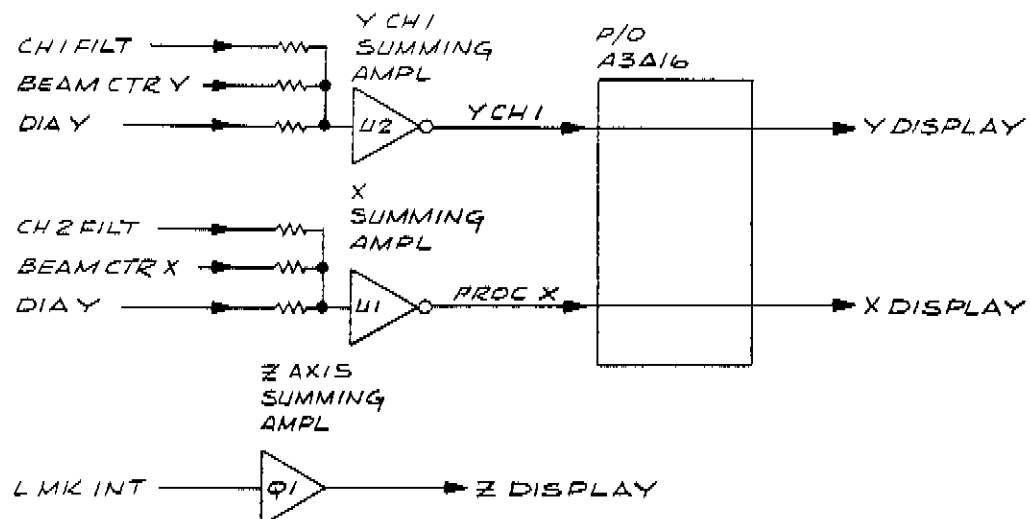 Y CH1
SUMMING
AMPL
P/O
A3A16
CH1 FILT
BEAM CTR Y
DIA Y
U2
Y CH1
Y DISPLAY
X
SUMMING
AMPL
CH2 FILT
BEAM CTR X
DIA Y
U1
PROC X
X DISPLAY
Z AXIS
SUMMING
AMPL
L MK INT
Q1
Z DISPLAY